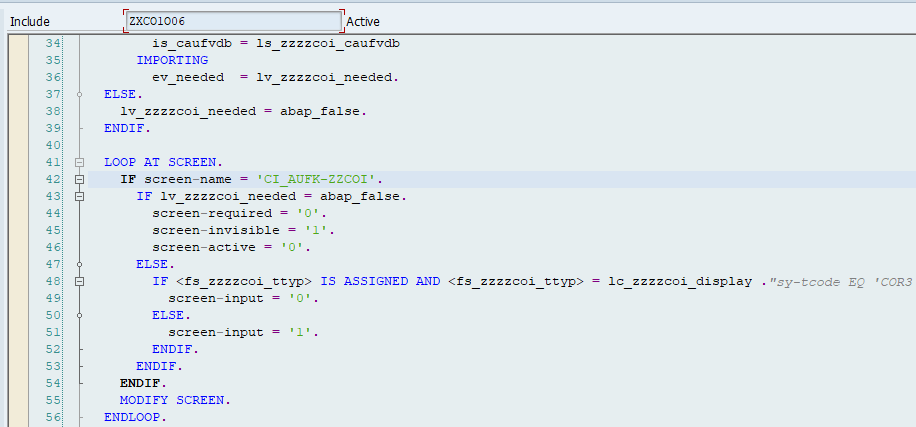 Include ZXCO1O06 Active
34 is_caufvdb = ls_zzzzcoi_caufvdb
35 IMPORTING
36 ev_needed  = lv_zzzzcoi_needed.
37 ELSE.
38 lv_zzzzcoi_needed = abap_false.
39 ENDIF.
40
41 LOOP AT SCREEN.
42 IF screen-name = 'CI_AUFK-ZZCOI'.
43 IF lv_zzzzcoi_needed = abap_false.
44 screen-required = '0'.
45 screen-invisible = '1'.
46 screen-active = '0'.
47 ELSE.
48 IF <fs_zzzzcoi_ttyp> IS ASSIGNED AND <fs_zzzzcoi_ttyp> = lc_zzzzcoi_display ."sy-tcode EQ 'COR3
49 screen-input = '0'.
50 ELSE.
51 screen-input = '1'.
52 ENDIF.
53 ENDIF.
54 ENDIF.
55 MODIFY SCREEN.
56 ENDLOOP.